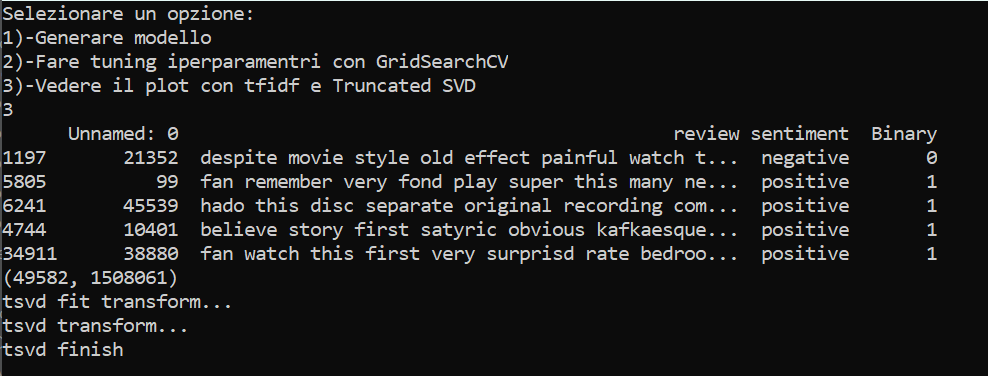 Selezionare un opzione:
1)-Generare modello
2)-Fare tuning iperparamentri con GridSearchCV
3)-Vedere il plot con tfidf e Truncated SVD
3
Unnamed: 0 review sentiment Binary
1197 21352 despite movie style old effect painful watch t... negative 0
5805 99 fan remember very fond play super this many ne... positive 1
6241 45539 hado this disc separate original recording com... positive 1
4744 10401 believe story first satyric obvious kafkaesque... positive 1
34911 38880 fan watch this first very surprisd rate bedroo... positive 1
(49582, 1508061)
tsvd fit transform...
tsvd transform...
tsvd finish